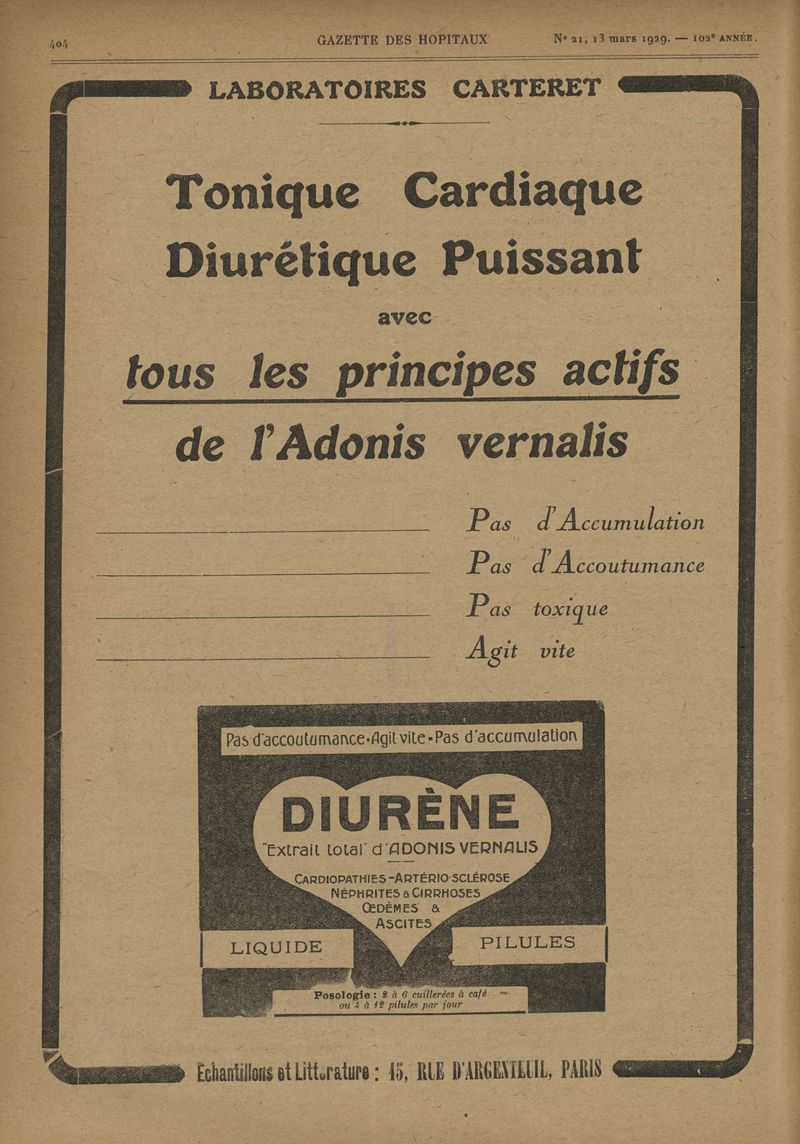 404
GAZETTE DES HOPITAUX
N° 21, 13 mars 1929. — 102e ANNÉE.
LABORATOIRES CARTERET
Tonique Cardiaque
Diurétique Puissant
avec
tous les principes actifs
de l'Adonis vernalis
Pas d'Accumulation
Pas d'Accoutumance
Pas toxique
Agit vite
Pas d'accoutumance-Agit vite-Pas d'accumulation
DIURÈNE
"Extrait total" d'ADONIS VERNALIS
CARDIOPATHIES-ARTÉRIO-SCLÉROSE
NÉPHRITES & CIRRHOSES
ŒDÈMES &
ASCITES
LIQUIDE
PILULES
Posologie : 2 à 6 cuillerées à café
ou 4 à 12 pilules par jour
Echantillons et Littérature : 15, RUE D'ARGENTEUIL, PARIS